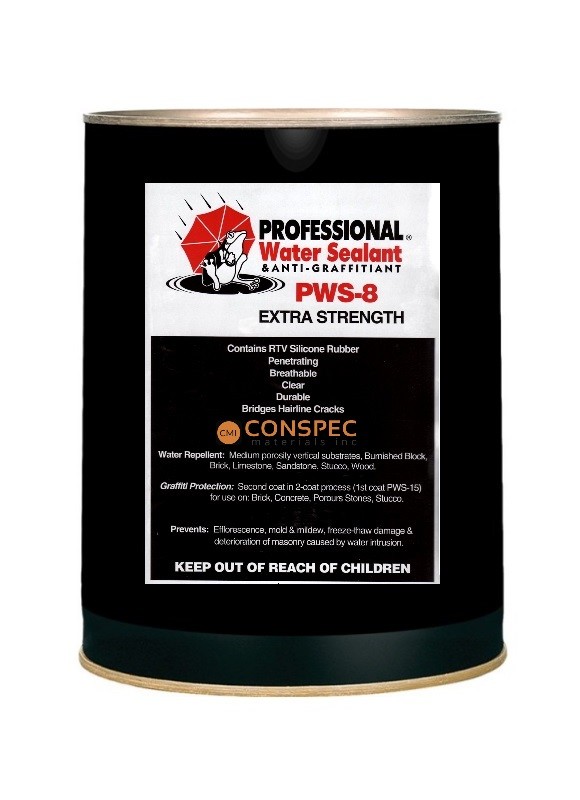 PROFESSIONAL®
Water Sealant
& ANTI-GRAFFITIANT
PWS-8
EXTRA STRENGTH
Contains RTV Silicone Rubber
Penetrating
Breathable
Clear
Durable
Bridges Hairline Cracks
CMI CONSPEC
materials inc
Water Repellent: Medium porosity vertical substrates, Burnished Block,
Brick, Limestone, Sandstone, Stucco, Wood.
Graffiti Protection: Second coat in 2-coat process (1st coat PWS-15)
for use on: Brick, Concrete, Porours Stones, Stucco.
Prevents: Efflorescence, mold & mildew, freeze-thaw damage &
deterioration of masonry caused by water intrusion.
KEEP OUT OF REACH OF CHILDREN